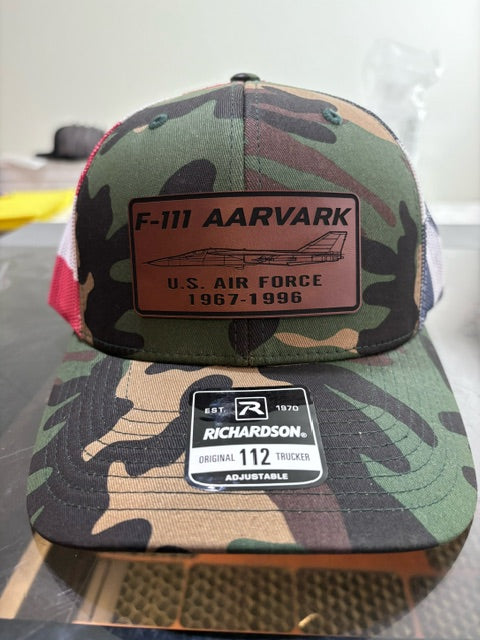 F-111 AARVARK
U.S. AIR FORCE
1967-1996
EST. R 1970
RICHARDSON®
ORIGINAL 112 TRUCKER
ADJUSTABLE